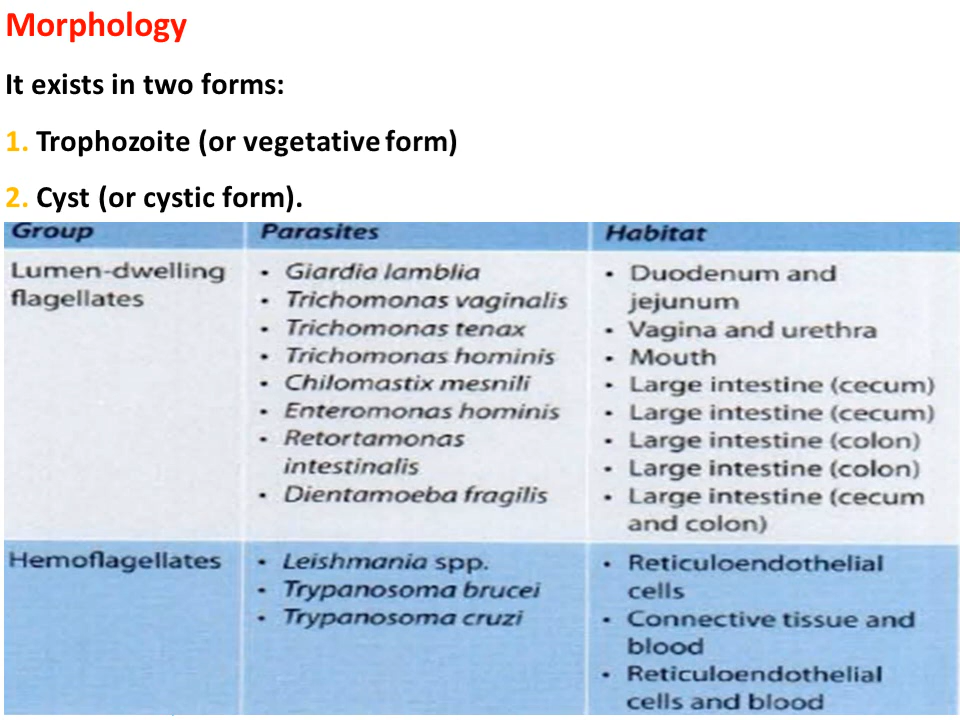 Morphology
It exists in two forms:
1. Trophozoite (or vegetative form)
2. Cyst (or cystic form).
Group Parasites Habitat
Lumen-dwelling
flagellates
• Giardia lamblia
• Trichomonas vaginalis
• Trichomonas tenax
• Trichomonas hominis
• Chilomastix mesnili
• Enteromonas hominis
• Retortamonas
intestinalis
• Dientamoeba fragilis
• Duodenum and
jejunum
• Vagina and urethra
• Mouth
• Large intestine (cecum)
• Large intestine (cecum)
• Large intestine (colon)
• Large intestine (colon)
• Large intestine (cecum
and colon)
Hemoflagellates
• Leishmania spp.
• Trypanosoma brucei
• Trypanosoma cruzi
• Reticuloendothelial
cells
• Connective tissue and
blood
• Reticuloendothelial
cells and blood